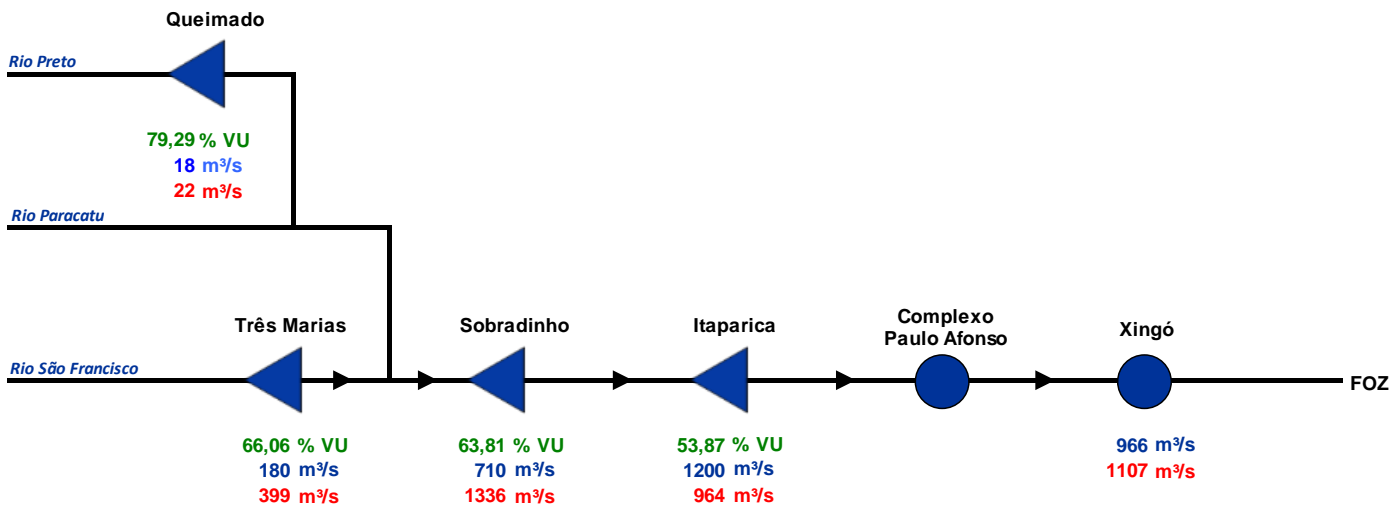 Queimado
Rio Preto
79,29 % VU
18 m³/s
22 m³/s
Rio Paracatu
Três Marias
Sobradinho
Itaparica
Complexo
Paulo Afonso
Xingó
Rio São Francisco
FOZ
66,06 % VU
180 m³/s
399 m³/s
63,81 % VU
710 m³/s
1336 m³/s
53,87 % VU
1200 m³/s
964 m³/s
966 m³/s
1107 m³/s